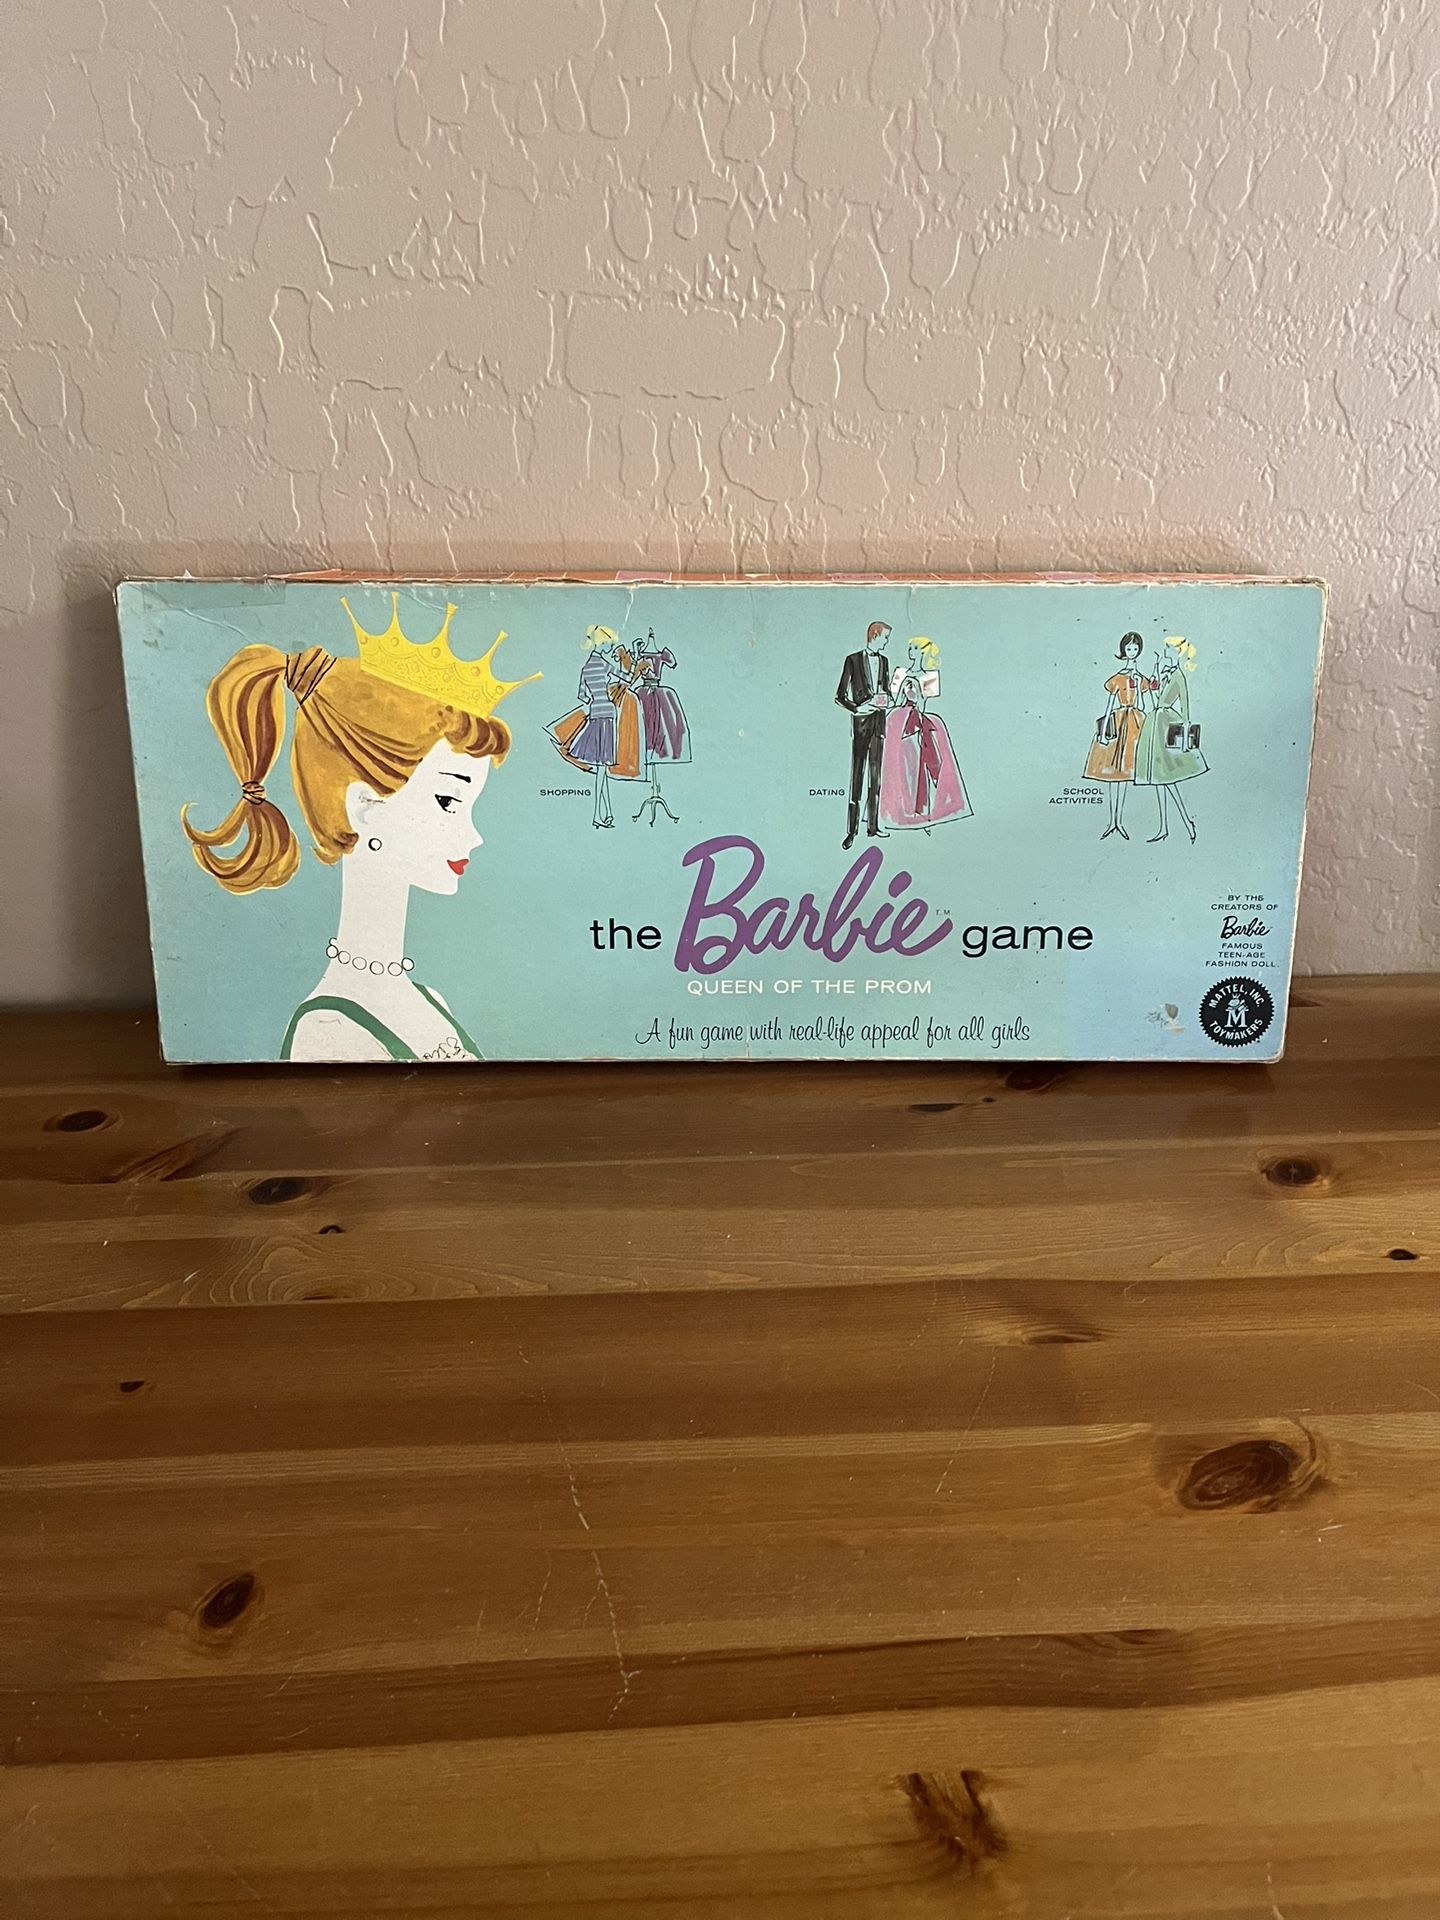 SHOPPING
DATING
SCHOOL
ACTIVITIES
the Barbie T.M. game
QUEEN OF THE PROM
A fun game with real-life appeal for all girls
BY THE
CREATORS OF
Barbie
FAMOUS
TEEN-AGE
FASHION DOLL.
MATTEL, INC.
M
TOYMAKERS